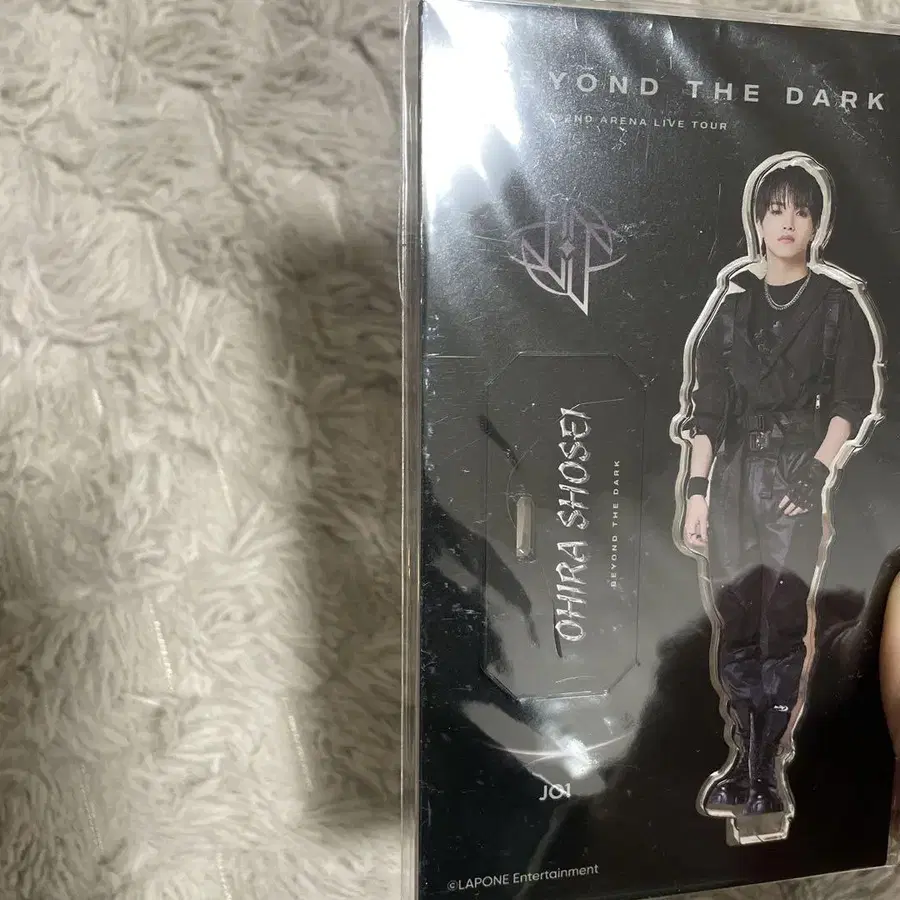 EYOND THE DARK
2ND ARENA LIVE TOUR
OHIRA SHOSEI
BEYOND THE DARK
JO1
©LAPONE Entertainment